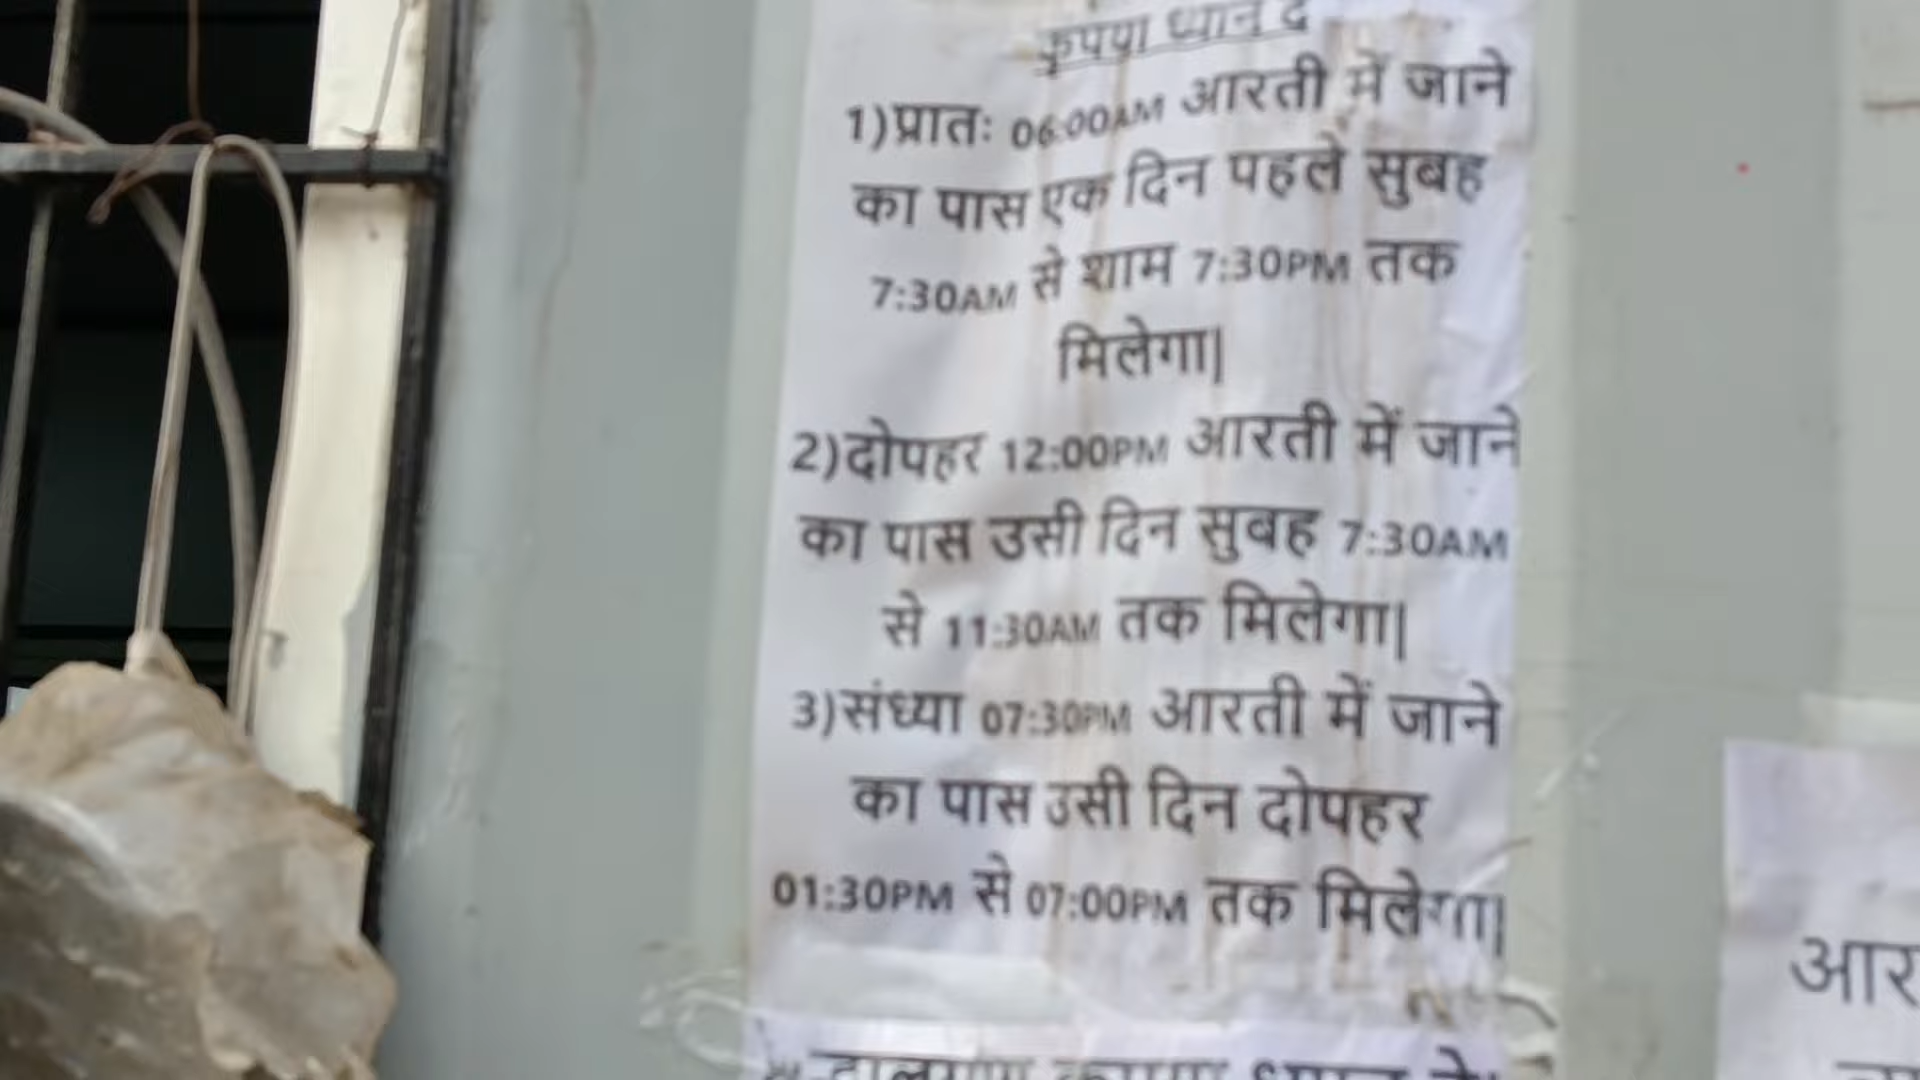 कृपया ध्यान दे
1)प्रातः 06:00AM आरती में जाने
का पास एक दिन पहले सुबह
7:30AM से शाम 7:30PM तक
मिलेगा|
2)दोपहर 12:00PM आरती में जाने
का पास उसी दिन सुबह 7:30AM
से 11:30AM तक मिलेगा|
3)संध्या 07:30PM आरती में जाने
का पास उसी दिन दोपहर
01:30PM से 07:00PM तक मिलेगा|